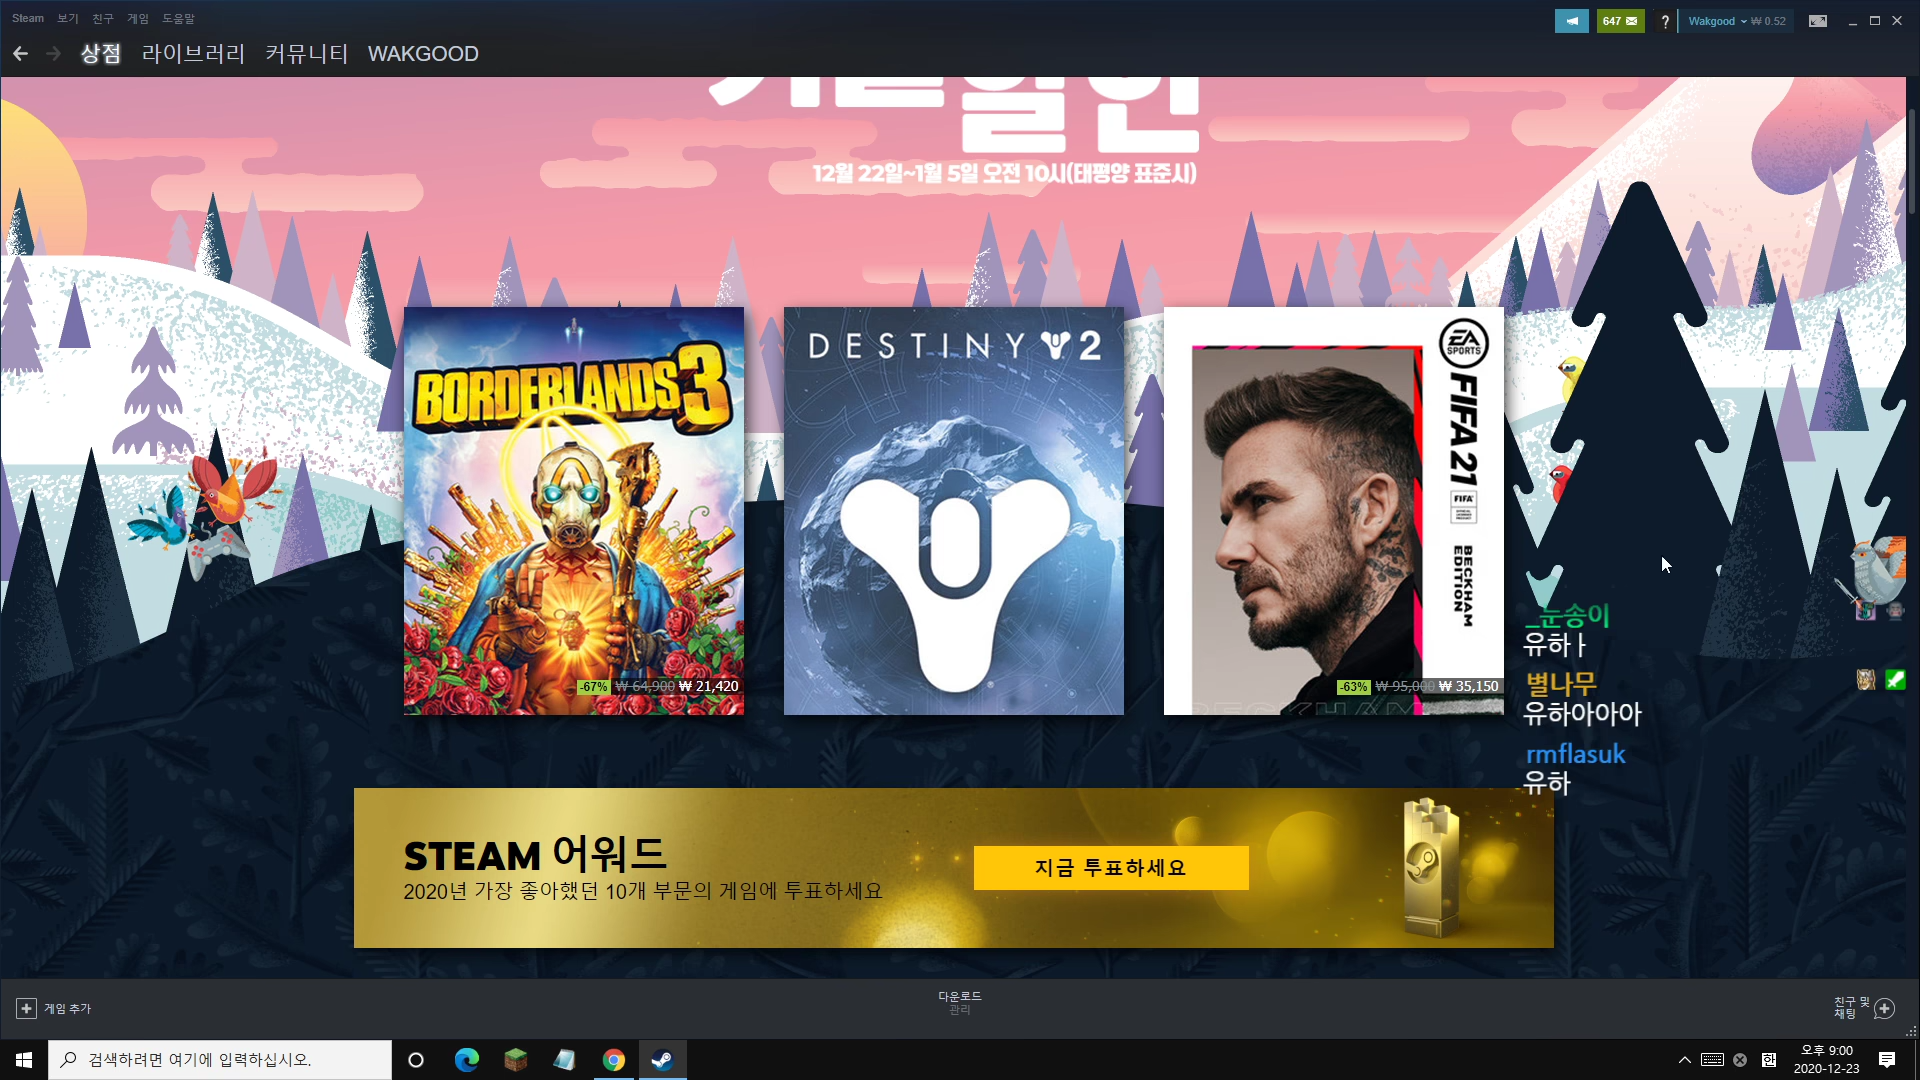 Steam 보기 친구 게임 도움말
647
?
Wakgood ₩ 0.52
상점 라이브러리 커뮤니티 WAKGOOD
12월 22일~1월 5일 오전 10시(태평양 표준시)
BORDERLANDS 3
-67% ₩ 64,900 ₩ 21,420
DESTINY 2
EA SPORTS
FIFA 21
FIFA
BECKHAM EDITION
BECKHAM
-63% ₩ 95,000 ₩ 35,150
_눈송이
유하ㅏ
별나무
유하아아아
rmflasuk
유하
STEAM 어워드
2020년 가장 좋아했던 10개 부문의 게임에 투표하세요
지금 투표하세요
게임 추가
다운로드
관리
친구 및
채팅
검색하려면 여기에 입력하십시오.
한
오후 9:00
2020-12-23